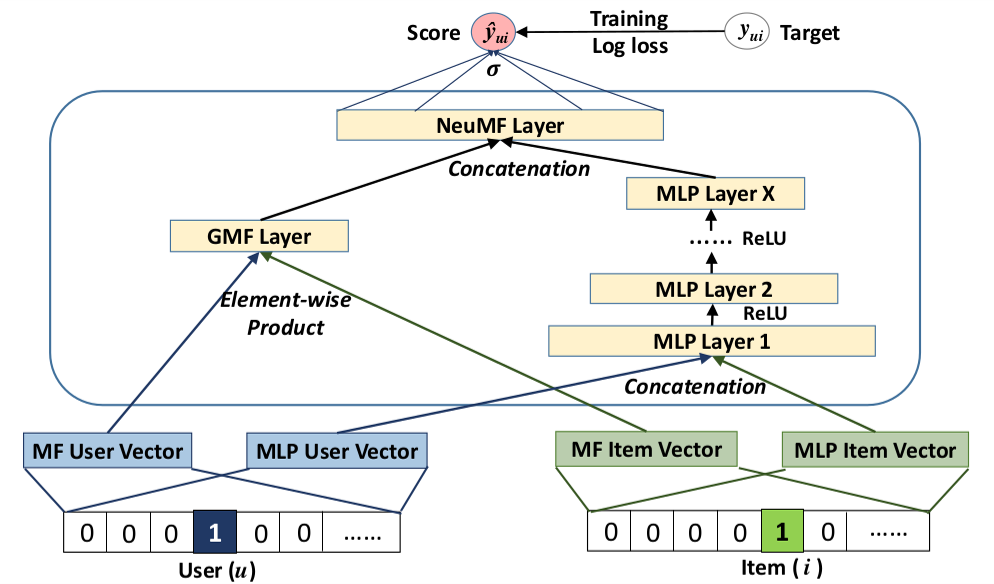 Score
ŷui
Training
Log loss
yui
Target
σ
NeuMF Layer
Concatenation
MLP Layer X
GMF Layer
...... ReLU
Element-wise
Product
MLP Layer 2
ReLU
MLP Layer 1
Concatenation
MF User Vector
MLP User Vector
MF Item Vector
MLP Item Vector
0 0 0 1 0 0 ......
0 0 0 0 1 0 ......
User (u)
Item ( i )